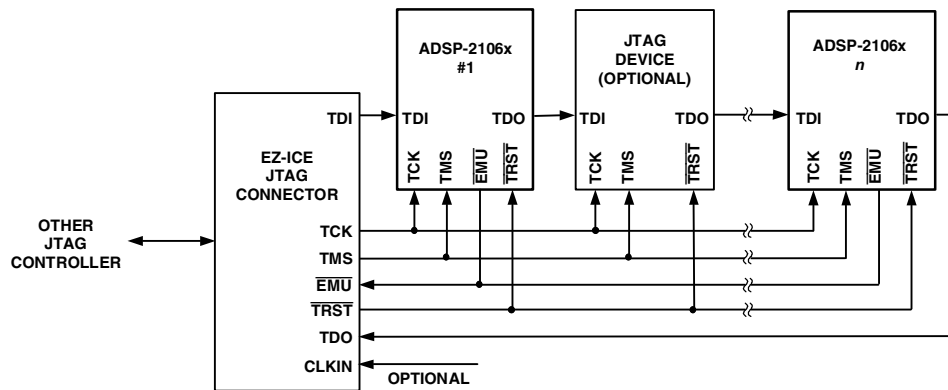 ADSP-2106x
#1
TDI
TDO
TCK
TMS
EMU
TRST
JTAG
DEVICE
(OPTIONAL)
TDI
TDO
TCK
TMS
TRST
ADSP-2106x
n
TDI
TDO
TCK
TMS
EMU
TRST
OTHER
JTAG
CONTROLLER
EZ-ICE
JTAG
CONNECTOR
TDI
TCK
TMS
EMU
TRST
TDO
CLKIN
OPTIONAL